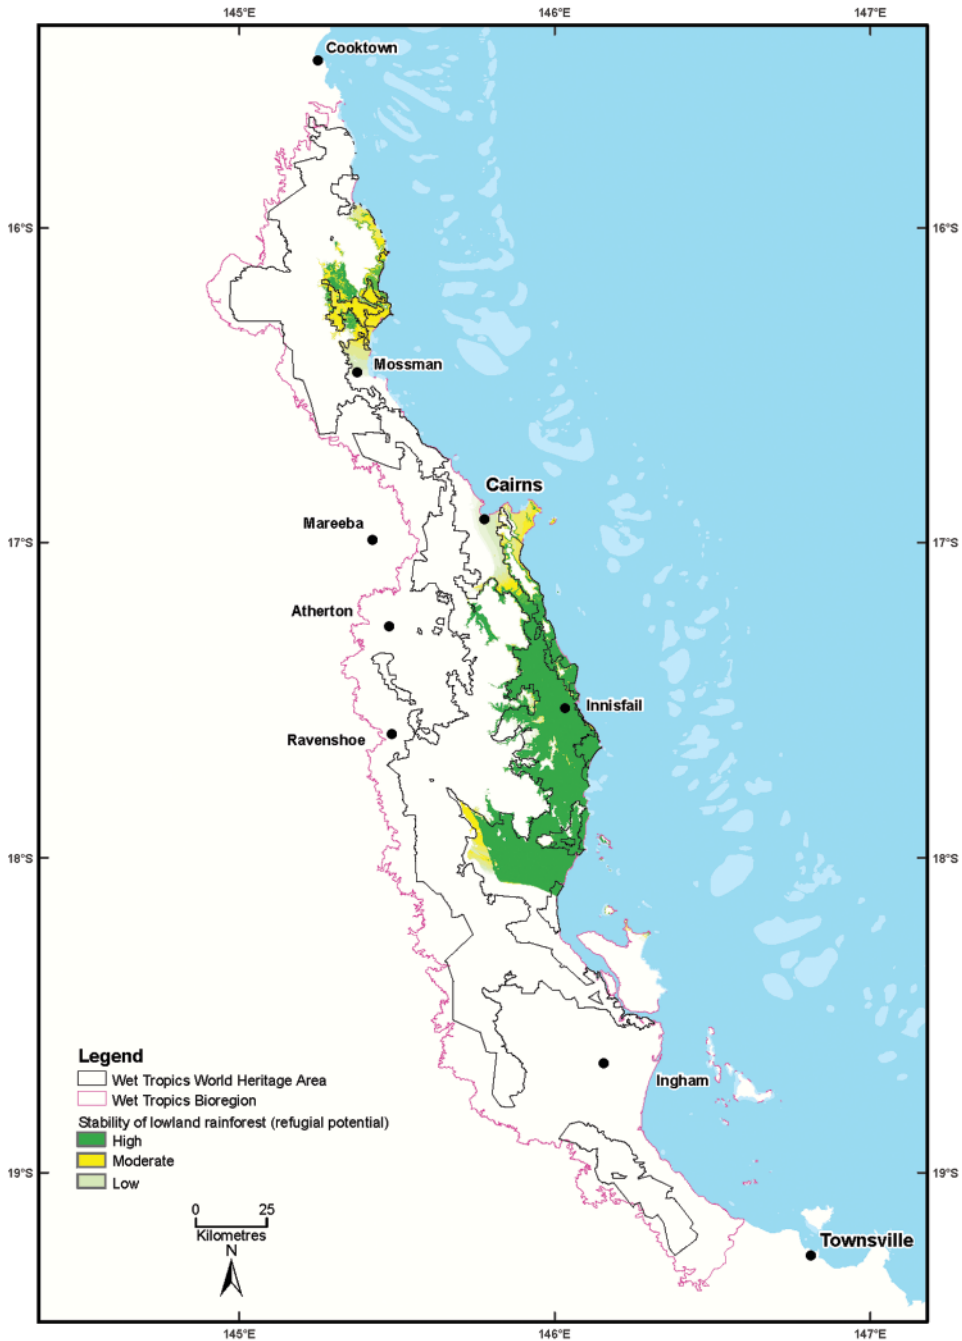 145°E 146°E 147°E
Cooktown
16°S 16°S
Mossman
Cairns
Mareeba
17°S 17°S
Atherton
Innisfail
Ravenshoe
18°S 18°S
Legend
Wet Tropics World Heritage Area
Ingham
Wet Tropics Bioregion
Stability of lowland rainforest (refugial potential)
High
Moderate
19°S 19°S
Low
0 25
Kilometres
N
Townsville
145°E 146°E 147°E